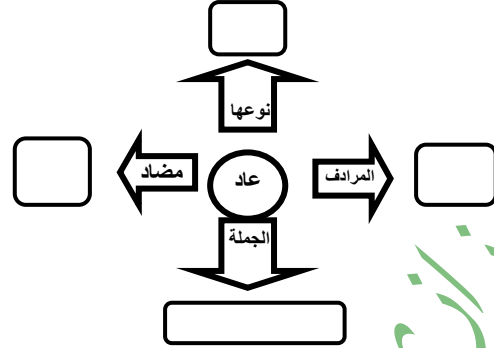 نوعها
المرادف
عاد
مضاد
الجملة